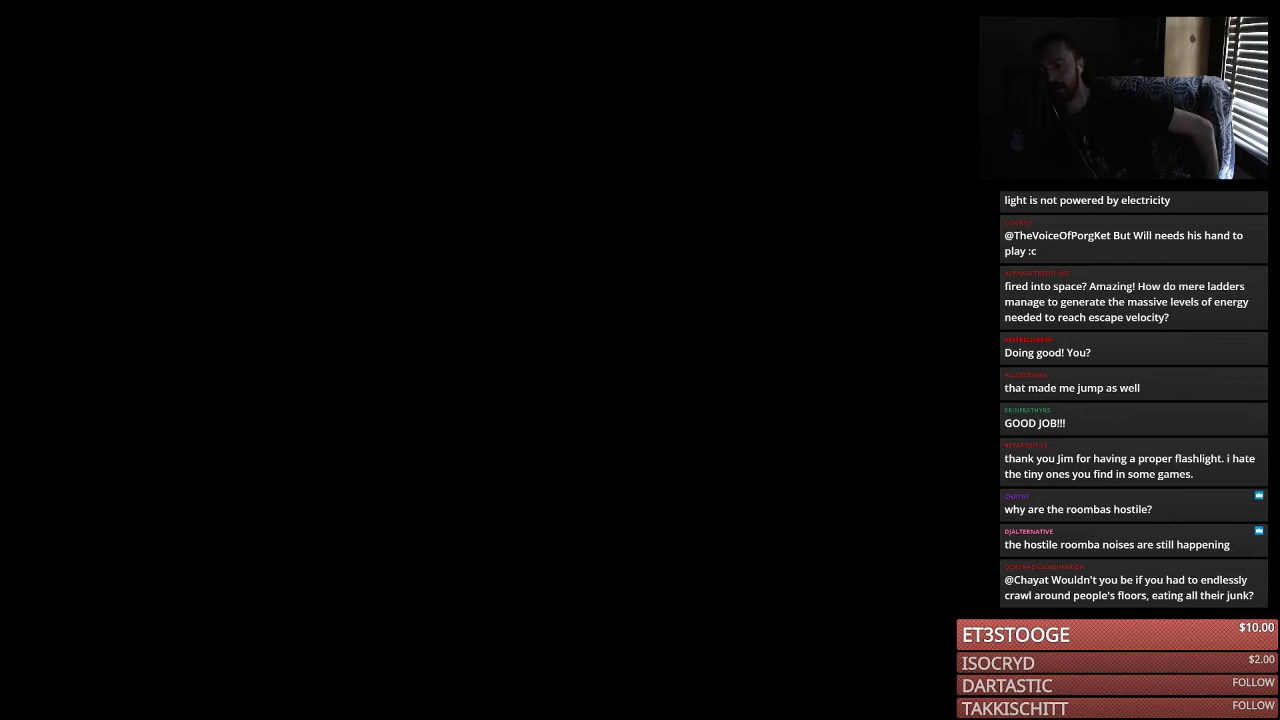 light is not powered by electricity
ISOCRYD
@TheVoiceOfPorgKet But Will needs his hand to
play :c
fired into space? Amazing! How do mere ladders
manage to generate the massive levels of energy
needed to reach escape velocity?
KESTRELNORTH
Doing good! You?
that made me jump as well
ERINFEATHYRS
GOOD JOB!!!
thank you Jim for having a proper flashlight. i hate
the tiny ones you find in some games.
CHAYAT
why are the roombas hostile?
DJALTERNATIVE
the hostile roomba noises are still happening
@Chayat Wouldn't you be if you had to endlessly
crawl around people's floors, eating all their junk?
ET3STOOGE $10.00
ISOCRYD $2.00
DARTASTIC FOLLOW
TAKKISCHITT FOLLOW